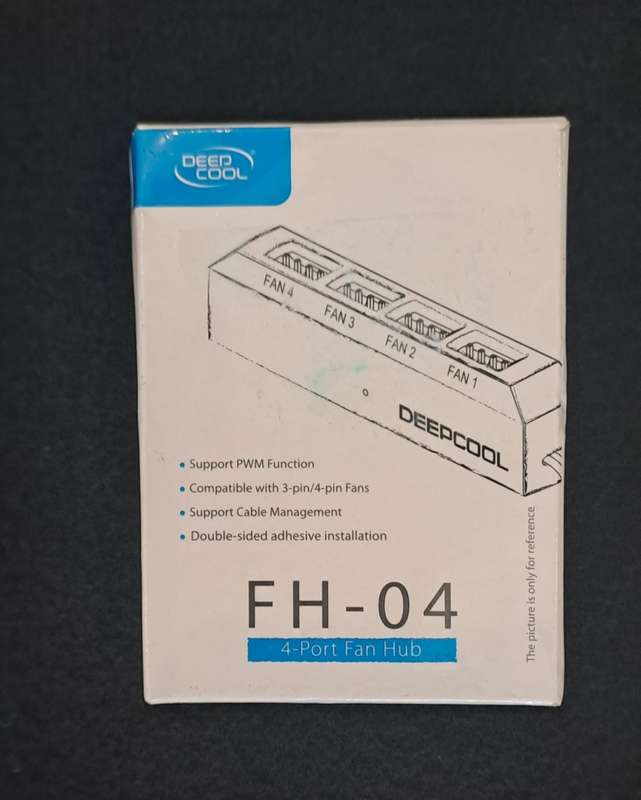 DEEP
COOL
FAN 4
FAN 3
FAN 2
FAN 1
DEEPCOOL
• Support PWM Function
• Compatible with 3-pin/4-pin Fans
• Support Cable Management
• Double-sided adhesive installation
The picture is only for reference
FH-04
4-Port Fan Hub